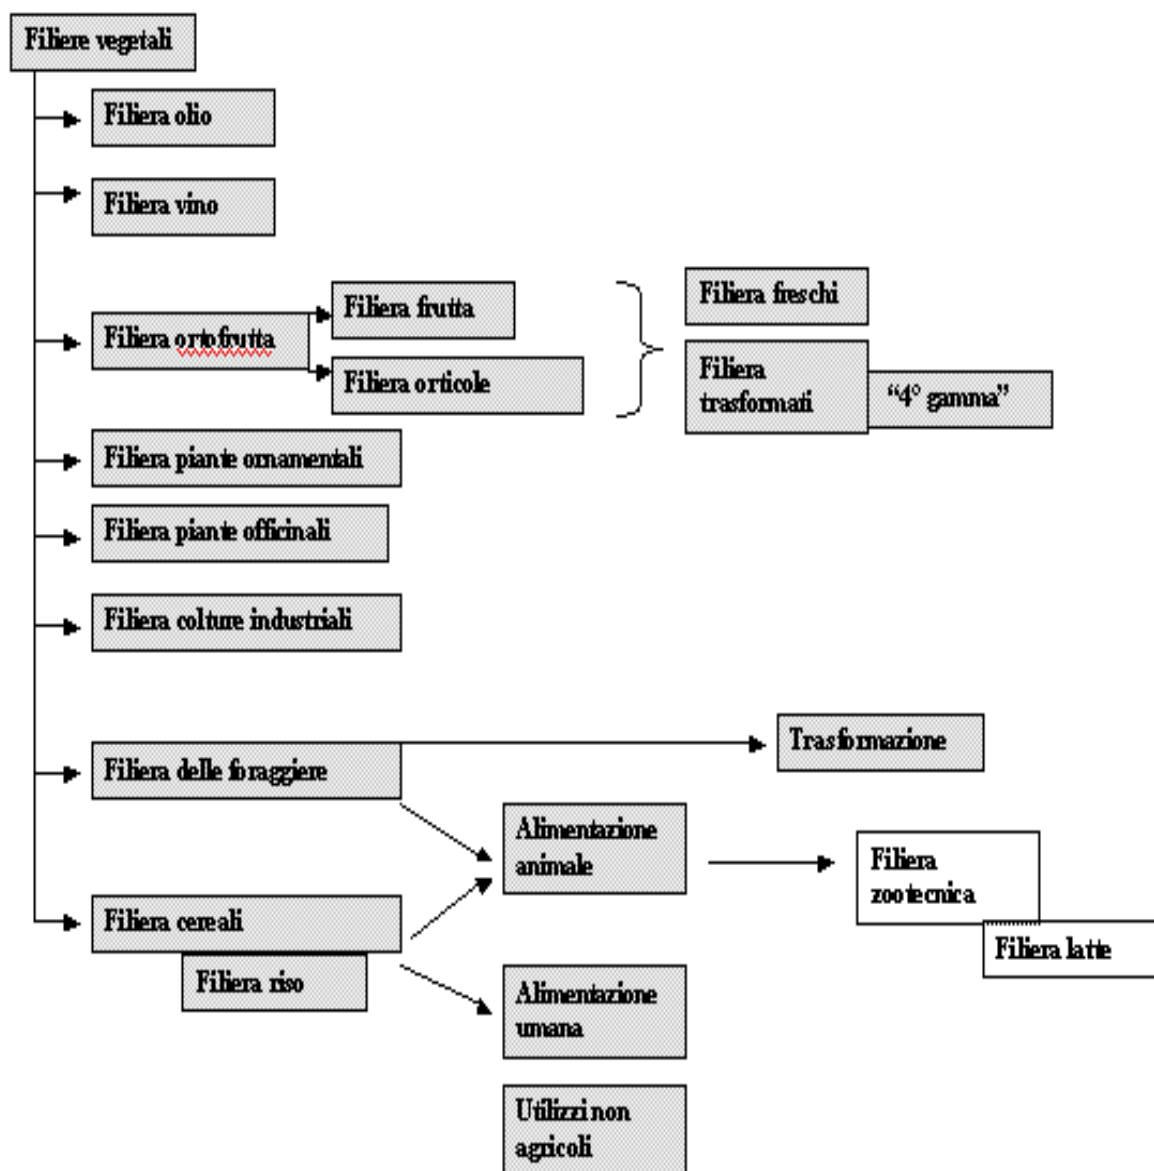 Filiere vegetali
Filiera olio
Filiera vino
Filiera ortofrutta
Filiera frutta
Filiera orticole
Filiera freschi
Filiera
trasformati
“4° gamma”
Filiera piante ornamentali
Filiera piante officinali
Filiera colture industriali
Filiera delle foraggiere
Trasformazione
Alimentazione
animale
Filiera
zootecnica
Filiera latte
Filiera cereali
Filiera riso
Alimentazione
umana
Utilizzi non
agricoli